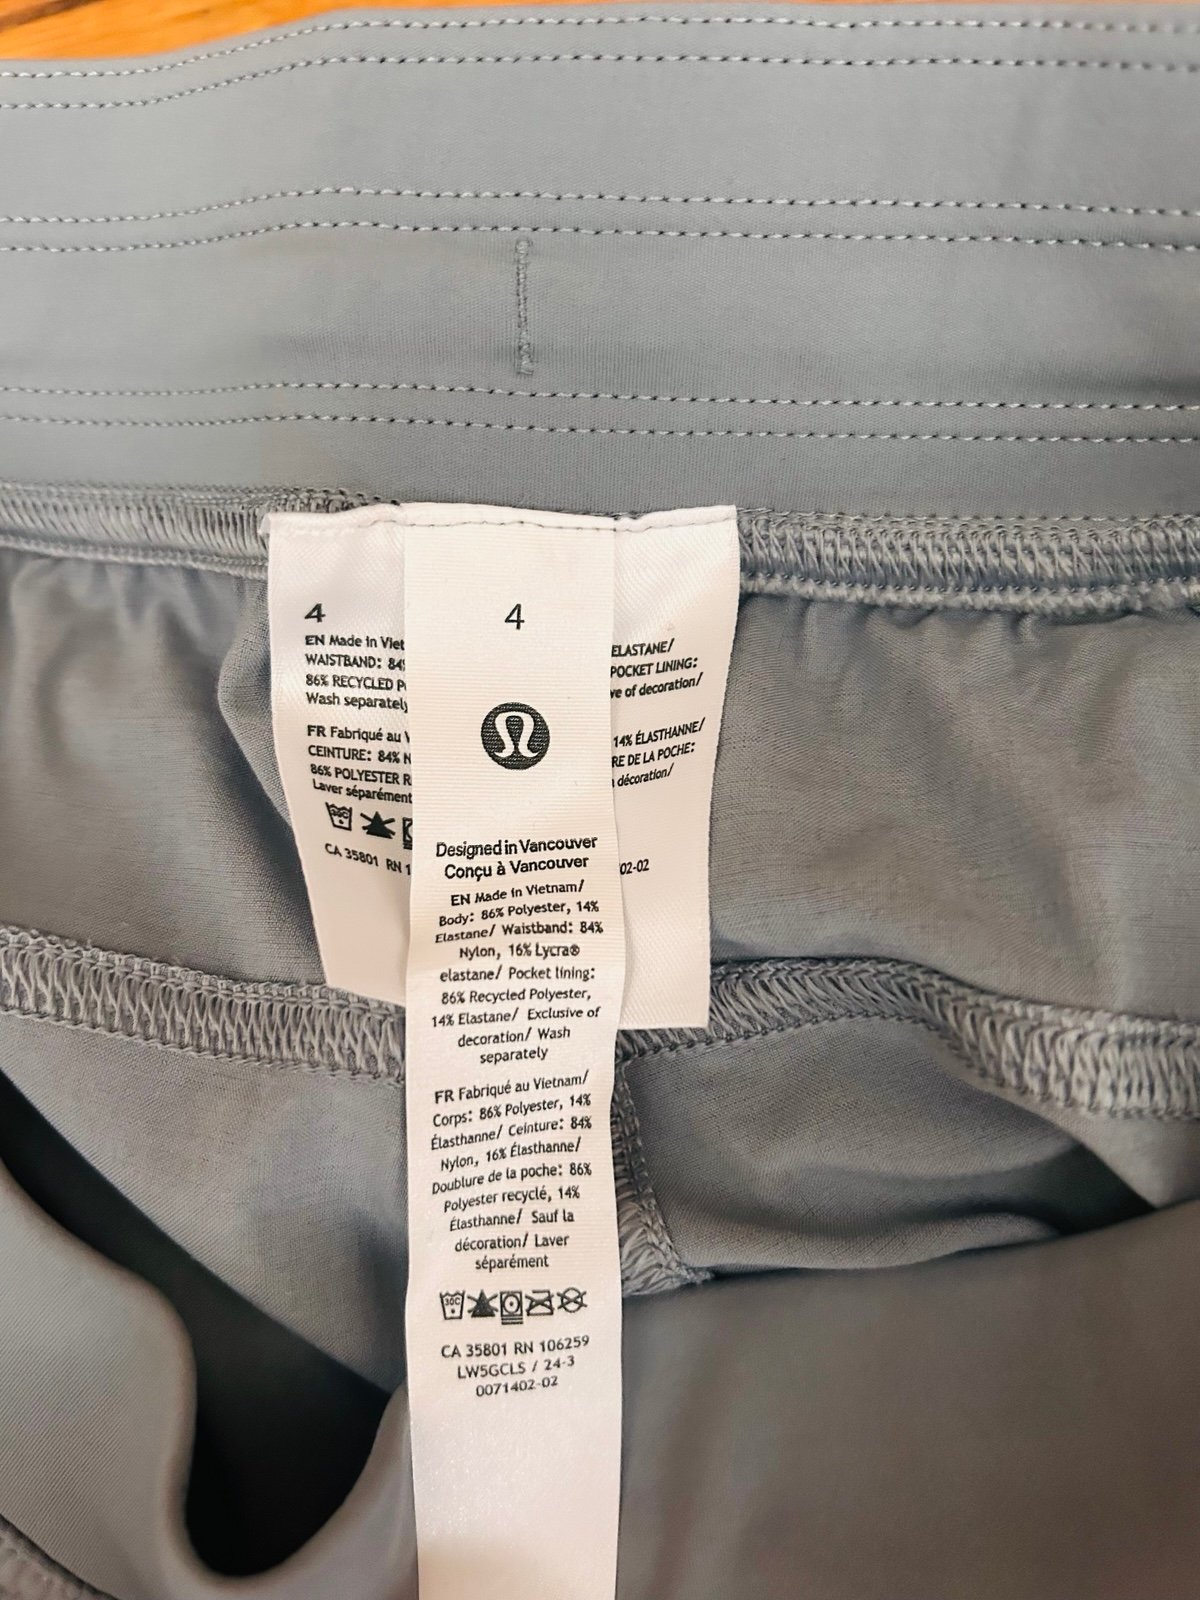 4
EN Made in Viet
WAISTBAND: 84%
86% RECYCLED P
Wash separately
FR Fabriqué au V
CEINTURE: 84% N
86% POLYESTER R
Laver séparément
30C
CA 35801 RN 1
ELASTANE/
POCKET LINING:
ve of decoration/
14% ÉLASTHANNE/
RE DE LA POCHE:
décoration/
02-02
4
Designed in Vancouver
Conçu à Vancouver
EN Made in Vietnam/
Body: 86% Polyester, 14%
Elastane/ Waistband: 84%
Nylon, 16% Lycra®
elastane/ Pocket lining:
86% Recycled Polyester,
14% Elastane/ Exclusive of
decoration/ Wash
separately
FR Fabriqué au Vietnam/
Corps: 86% Polyester, 14%
Élasthanne/ Ceinture: 84%
Nylon, 16% Élasthanne/
Doublure de la poche: 86%
Polyester recyclé, 14%
Élasthanne/ Sauf la
décoration/ Laver
séparément
30C
CA 35801 RN 106259
LW5GCLS / 24-3
0071402-02